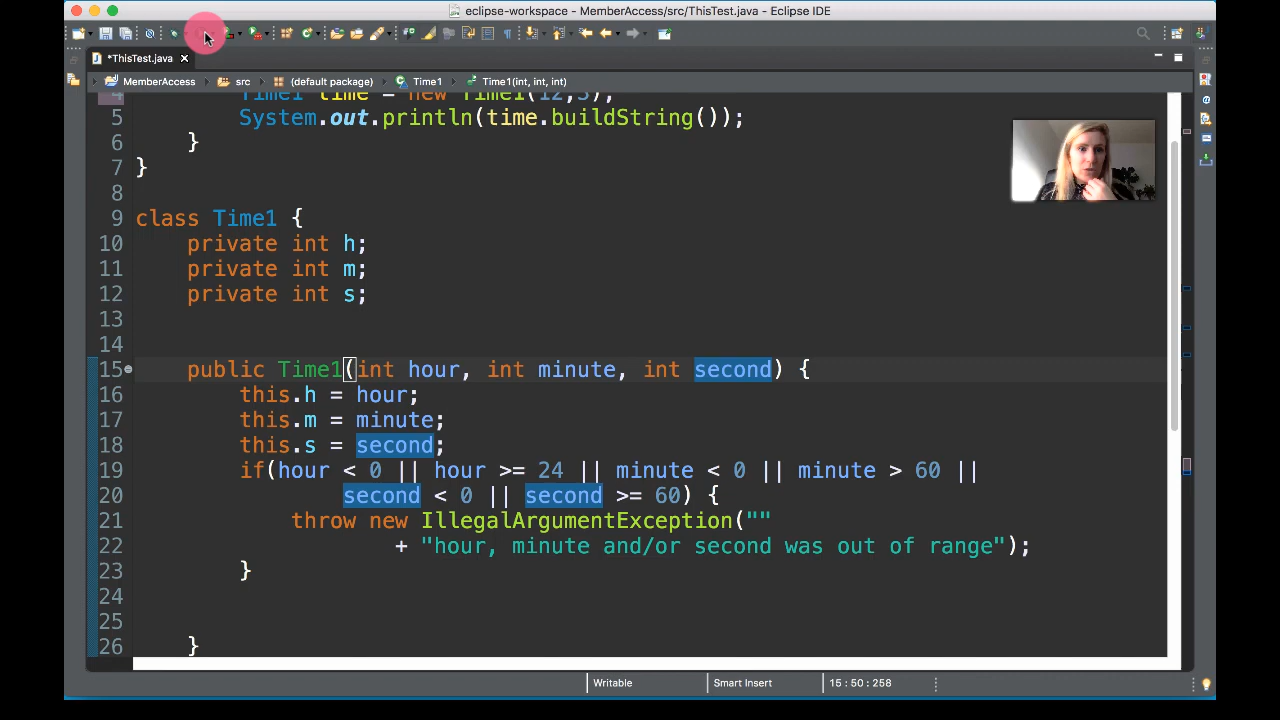 eclipse-workspace - MemberAccess/src/ThisTest.java - Eclipse IDE
*ThisTest.java
MemberAccess src (default package) Time1 Time1(int, int, int)
4 Time1 time = new Time1(12,5);
5 System.out.println(time.buildString());
6 }
7 }
8
9 class Time1 {
10 private int h;
11 private int m;
12 private int s;
13
14
15 public Time1(int hour, int minute, int second) {
16 this.h = hour;
17 this.m = minute;
18 this.s = second;
19 if(hour < 0 || hour >= 24 || minute < 0 || minute > 60 ||
20 second < 0 || second >= 60) {
21 throw new IllegalArgumentException(""
22 + "hour, minute and/or second was out of range");
23 }
24
25
26 }
Writable Smart Insert 15 : 50 : 258